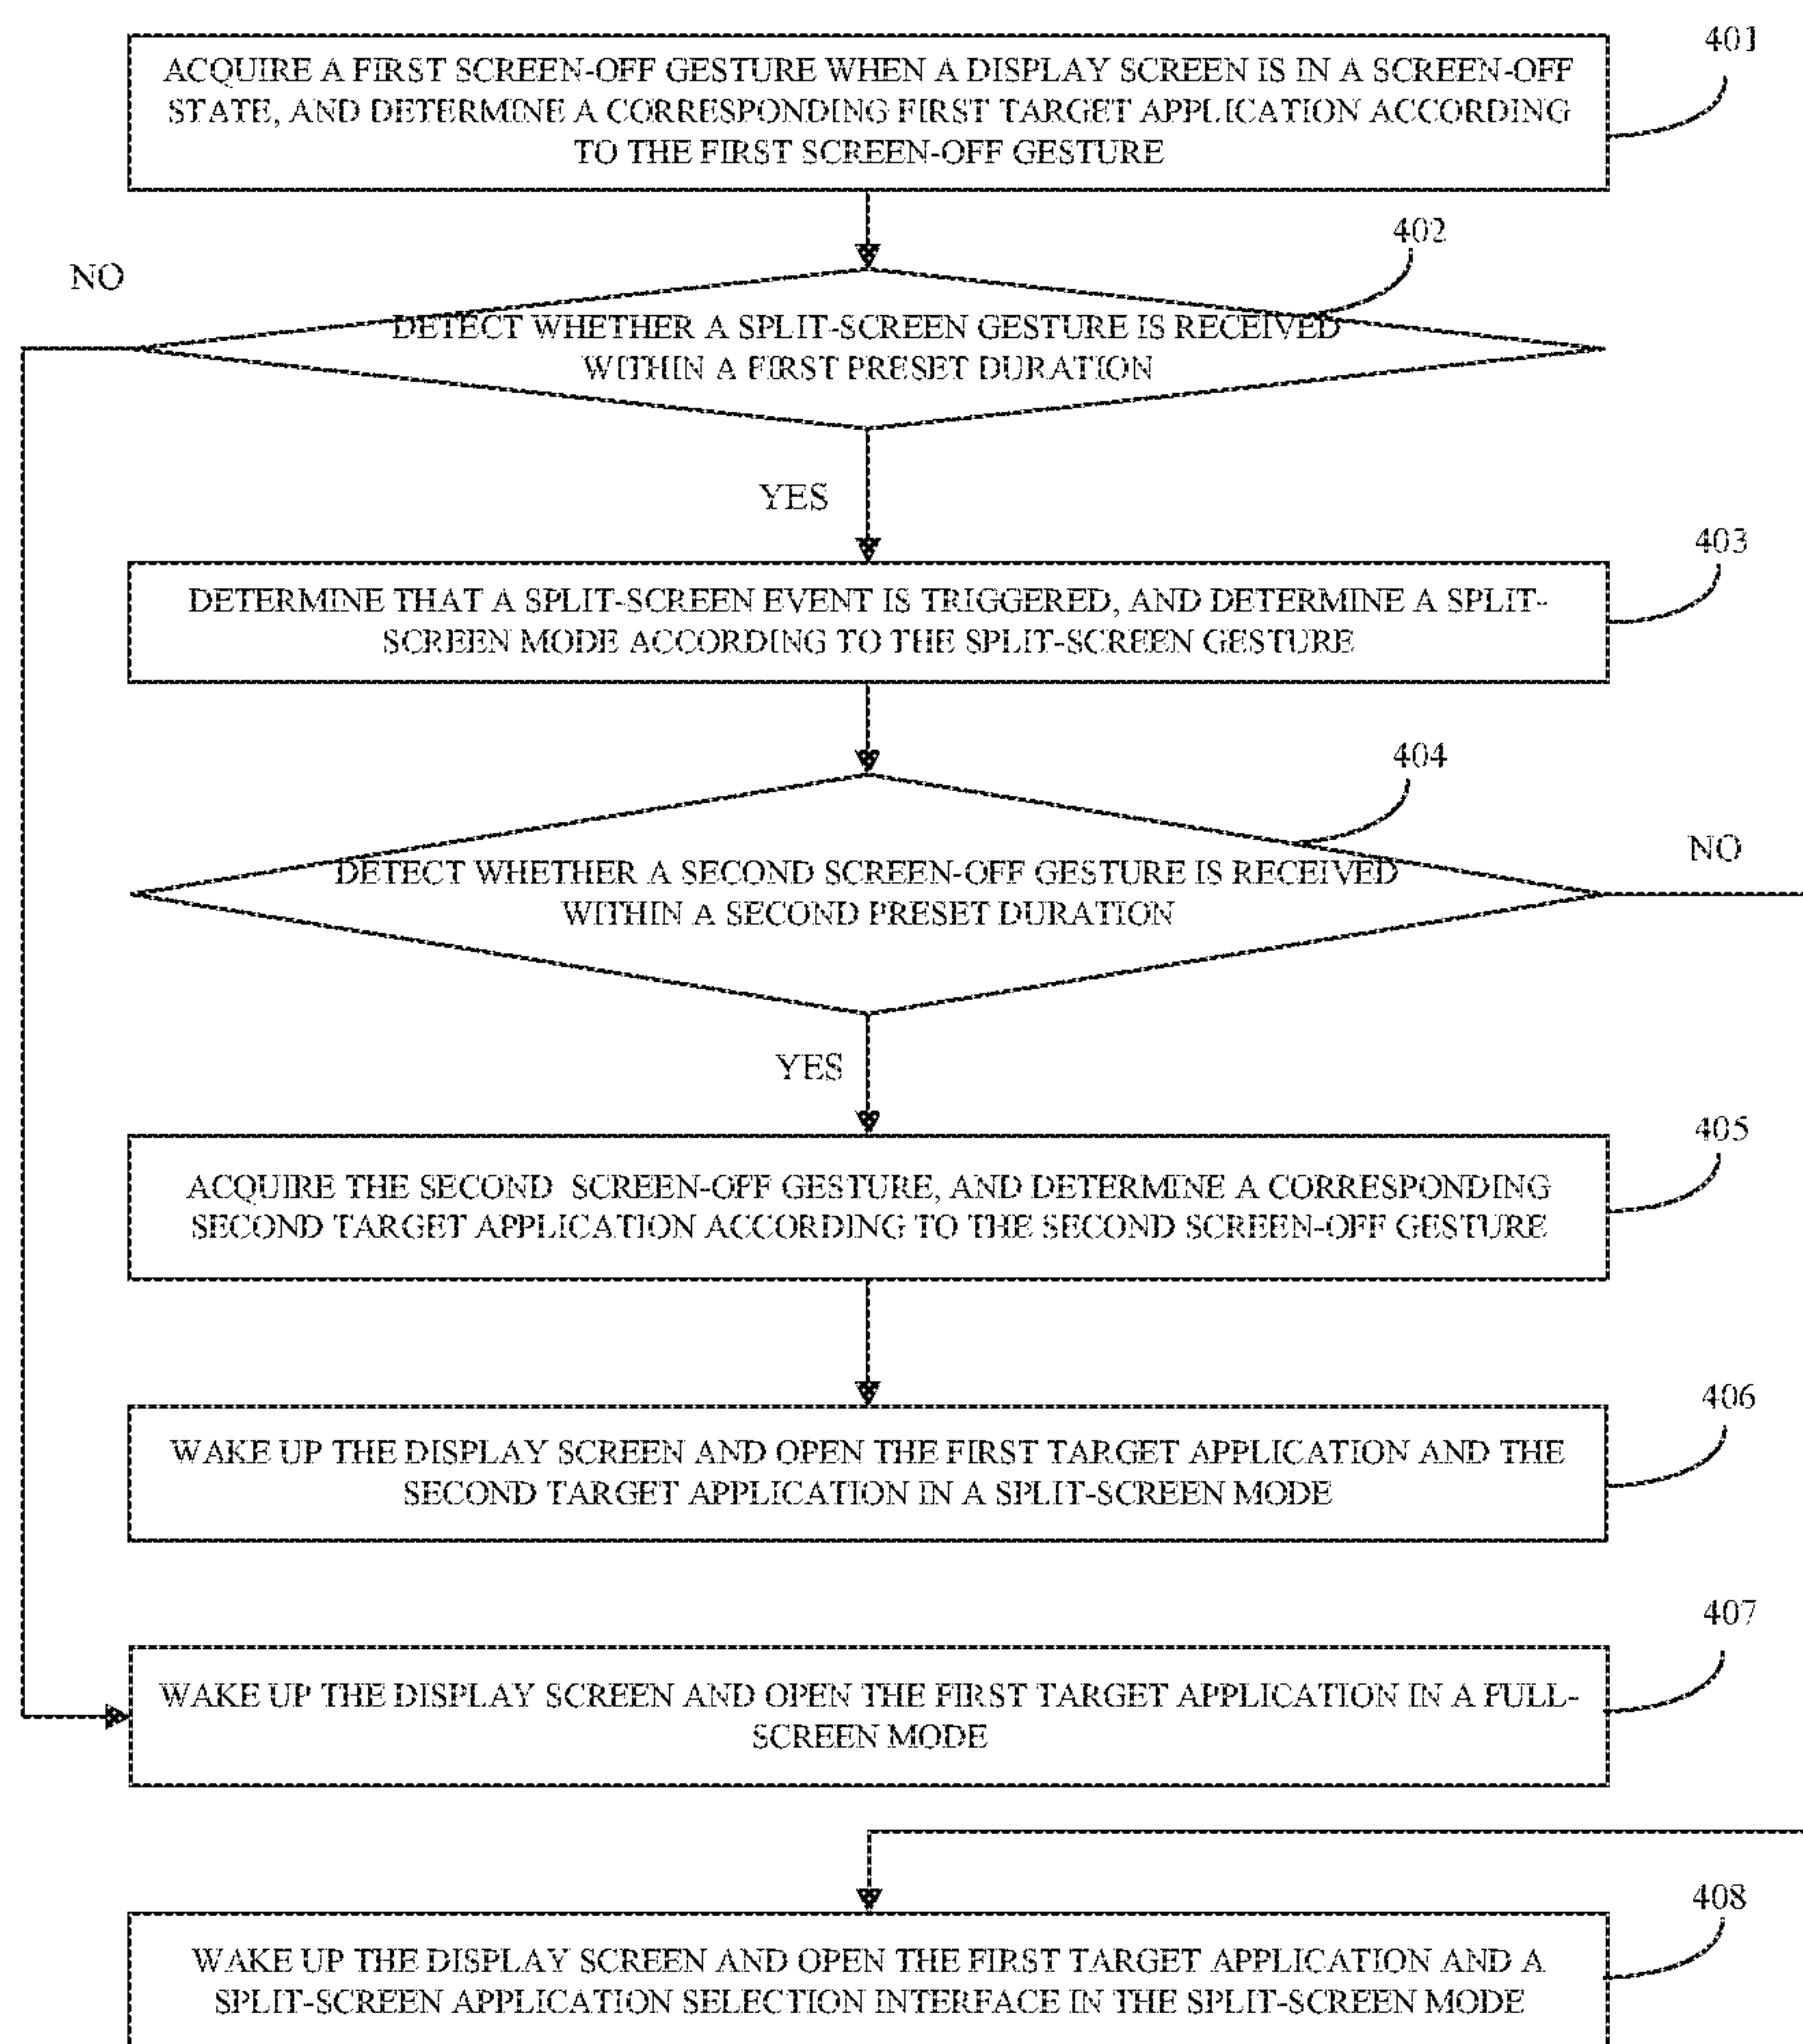 401
ACQUIRE A FIRST SCREEN-OFF GESTURE WHEN A DISPLAY SCREEN IS IN A SCREEN-OFF
STATE, AND DETERMINE A CORRESPONDING FIRST TARGET APPLICATION ACCORDING
TO THE FIRST SCREEN-OFF GESTURE
402
NO
DETECT WHETHER A SPLIT-SCREEN GESTURE IS RECEIVED
WITHIN A FIRST PRESET DURATION
YES
403
DETERMINE THAT A SPLIT-SCREEN EVENT IS TRIGGERED, AND DETERMINE A SPLIT-
SCREEN MODE ACCORDING TO THE SPLIT-SCREEN GESTURE
404
NO
DETECT WHETHER A SECOND SCREEN-OFF GESTURE IS RECEIVED
WITHIN A SECOND PRESET DURATION
YES
405
ACQUIRE THE SECOND SCREEN-OFF GESTURE, AND DETERMINE A CORRESPONDING
SECOND TARGET APPLICATION ACCORDING TO THE SECOND SCREEN-OFF GESTURE
406
WAKE UP THE DISPLAY SCREEN AND OPEN THE FIRST TARGET APPLICATION AND THE
SECOND TARGET APPLICATION IN A SPLIT-SCREEN MODE
407
WAKE UP THE DISPLAY SCREEN AND OPEN THE FIRST TARGET APPLICATION IN A FULL-
SCREEN MODE
408
WAKE UP THE DISPLAY SCREEN AND OPEN THE FIRST TARGET APPLICATION AND A
SPLIT-SCREEN APPLICATION SELECTION INTERFACE IN THE SPLIT-SCREEN MODE